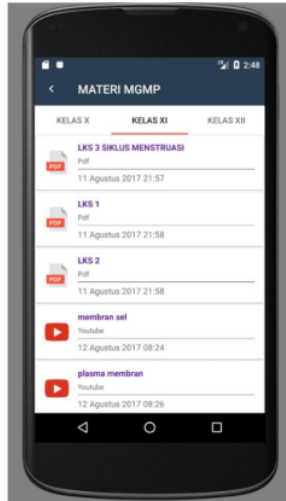 2:48
MATERI MGMP
KELAS X KELAS XI KELAS XII
LKS 3 SIKLUS MENSTRUASI
Pdf
11 Agustus 2017 21:57
PDF
LKS 1
Pdf
11 Agustus 2017 21:58
PDF
LKS 2
Pdf
11 Agustus 2017 21:58
PDF
membran sel
Youtube
12 Agustus 2017 08:24
plasma membran
Youtube
12 Agustus 2017 08:26